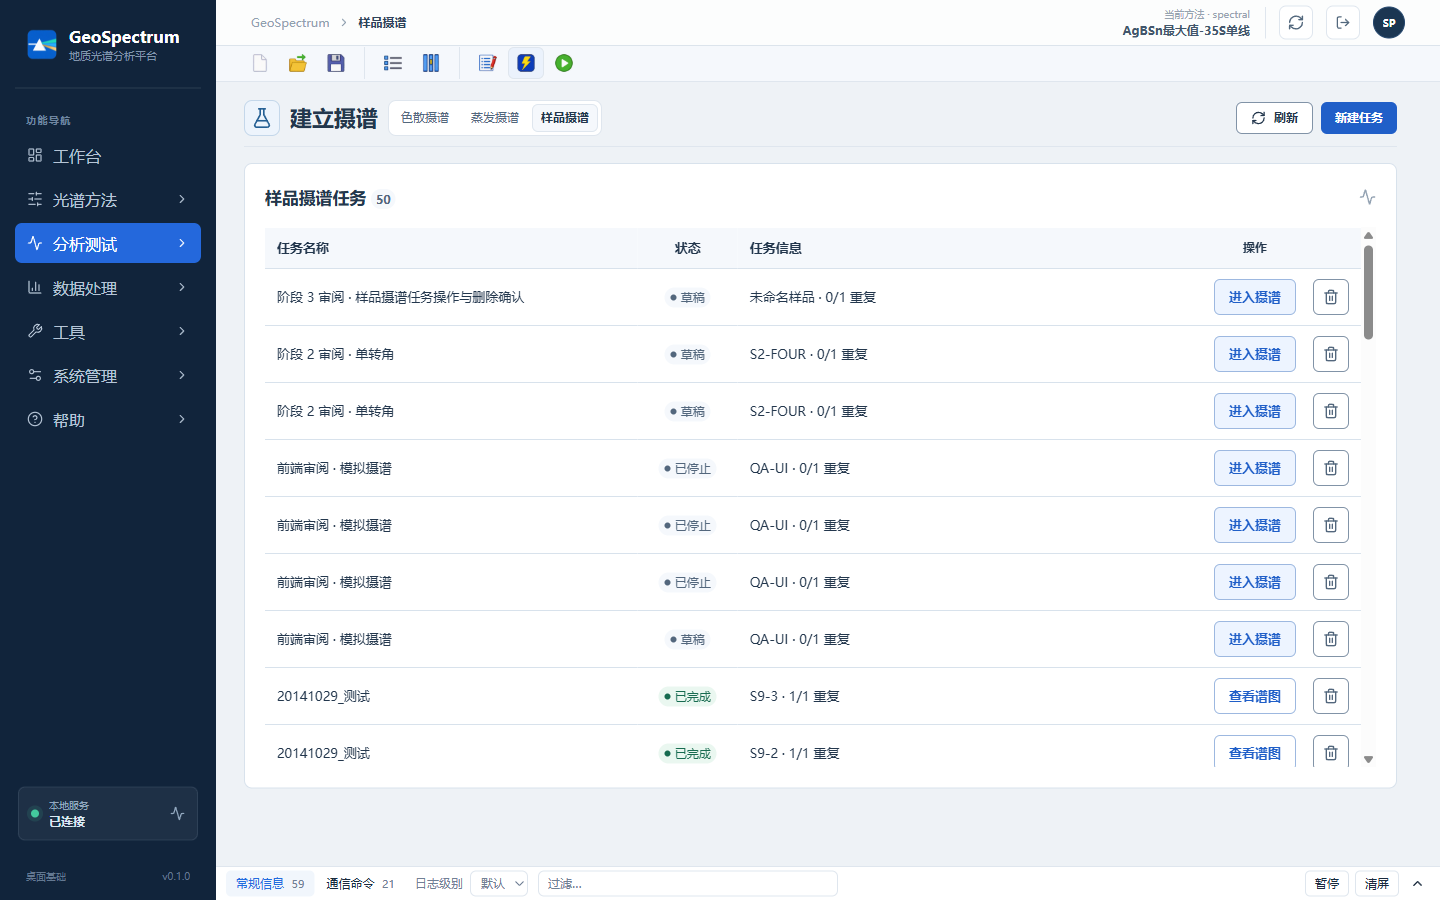 GeoSpectrum
地质光谱分析平台
功能导航
工作台
光谱方法
分析测试
数据处理
工具
系统管理
帮助
本地服务
已连接
桌面基础 v0.1.0
GeoSpectrum > 样品摄谱
当前方法 · spectral
AgBSn最大值-35S单线
SP
建立摄谱 色散摄谱 蒸发摄谱 样品摄谱 刷新 新建任务
样品摄谱任务 50
任务名称 状态 任务信息 操作
阶段 3 审阅 · 样品摄谱任务操作与删除确认 草稿 未命名样品 · 0/1 重复 进入摄谱
阶段 2 审阅 · 单转角 草稿 S2-FOUR · 0/1 重复 进入摄谱
阶段 2 审阅 · 单转角 草稿 S2-FOUR · 0/1 重复 进入摄谱
前端审阅 · 模拟摄谱 已停止 QA-UI · 0/1 重复 进入摄谱
前端审阅 · 模拟摄谱 已停止 QA-UI · 0/1 重复 进入摄谱
前端审阅 · 模拟摄谱 已停止 QA-UI · 0/1 重复 进入摄谱
前端审阅 · 模拟摄谱 草稿 QA-UI · 0/1 重复 进入摄谱
20141029_测试 已完成 S9-3 · 1/1 重复 查看谱图
20141029_测试 已完成 S9-2 · 1/1 重复 查看谱图
常规信息 59 通信命令 21 日志级别 默认 过滤... 暂停 清屏